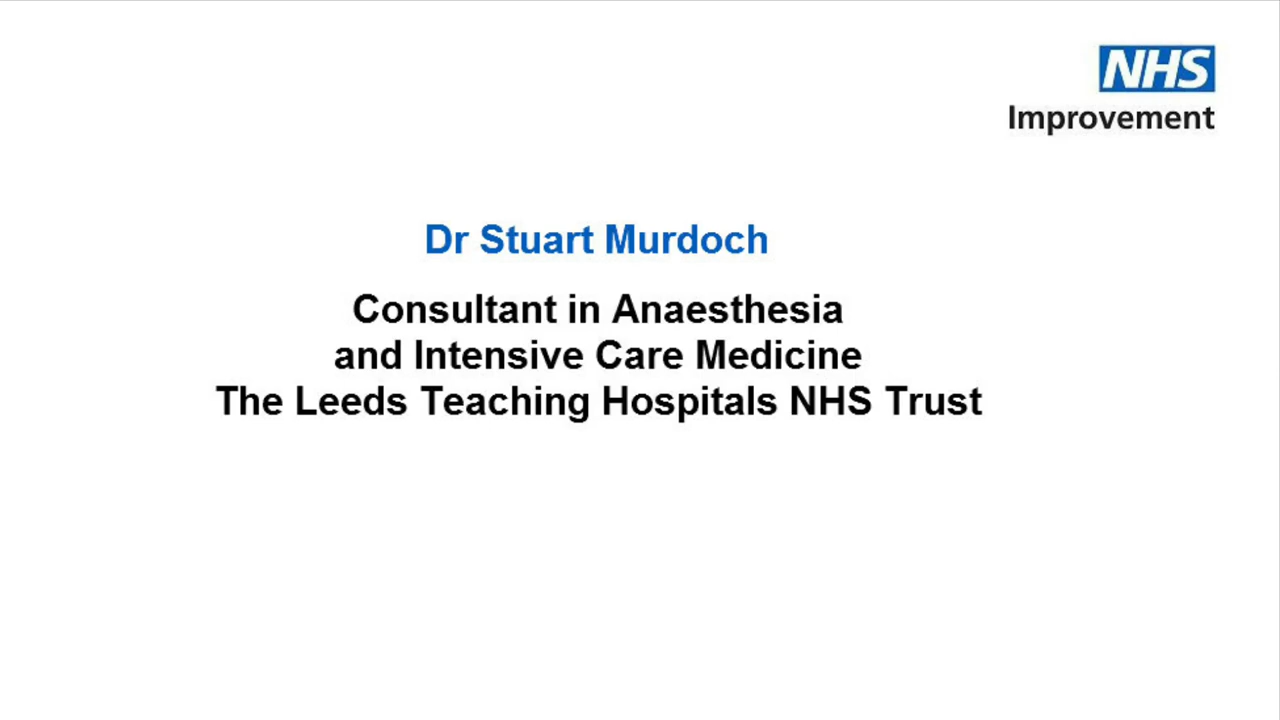 NHS
Improvement
Dr Stuart Murdoch
Consultant in Anaesthesia
and Intensive Care Medicine
The Leeds Teaching Hospitals NHS Trust